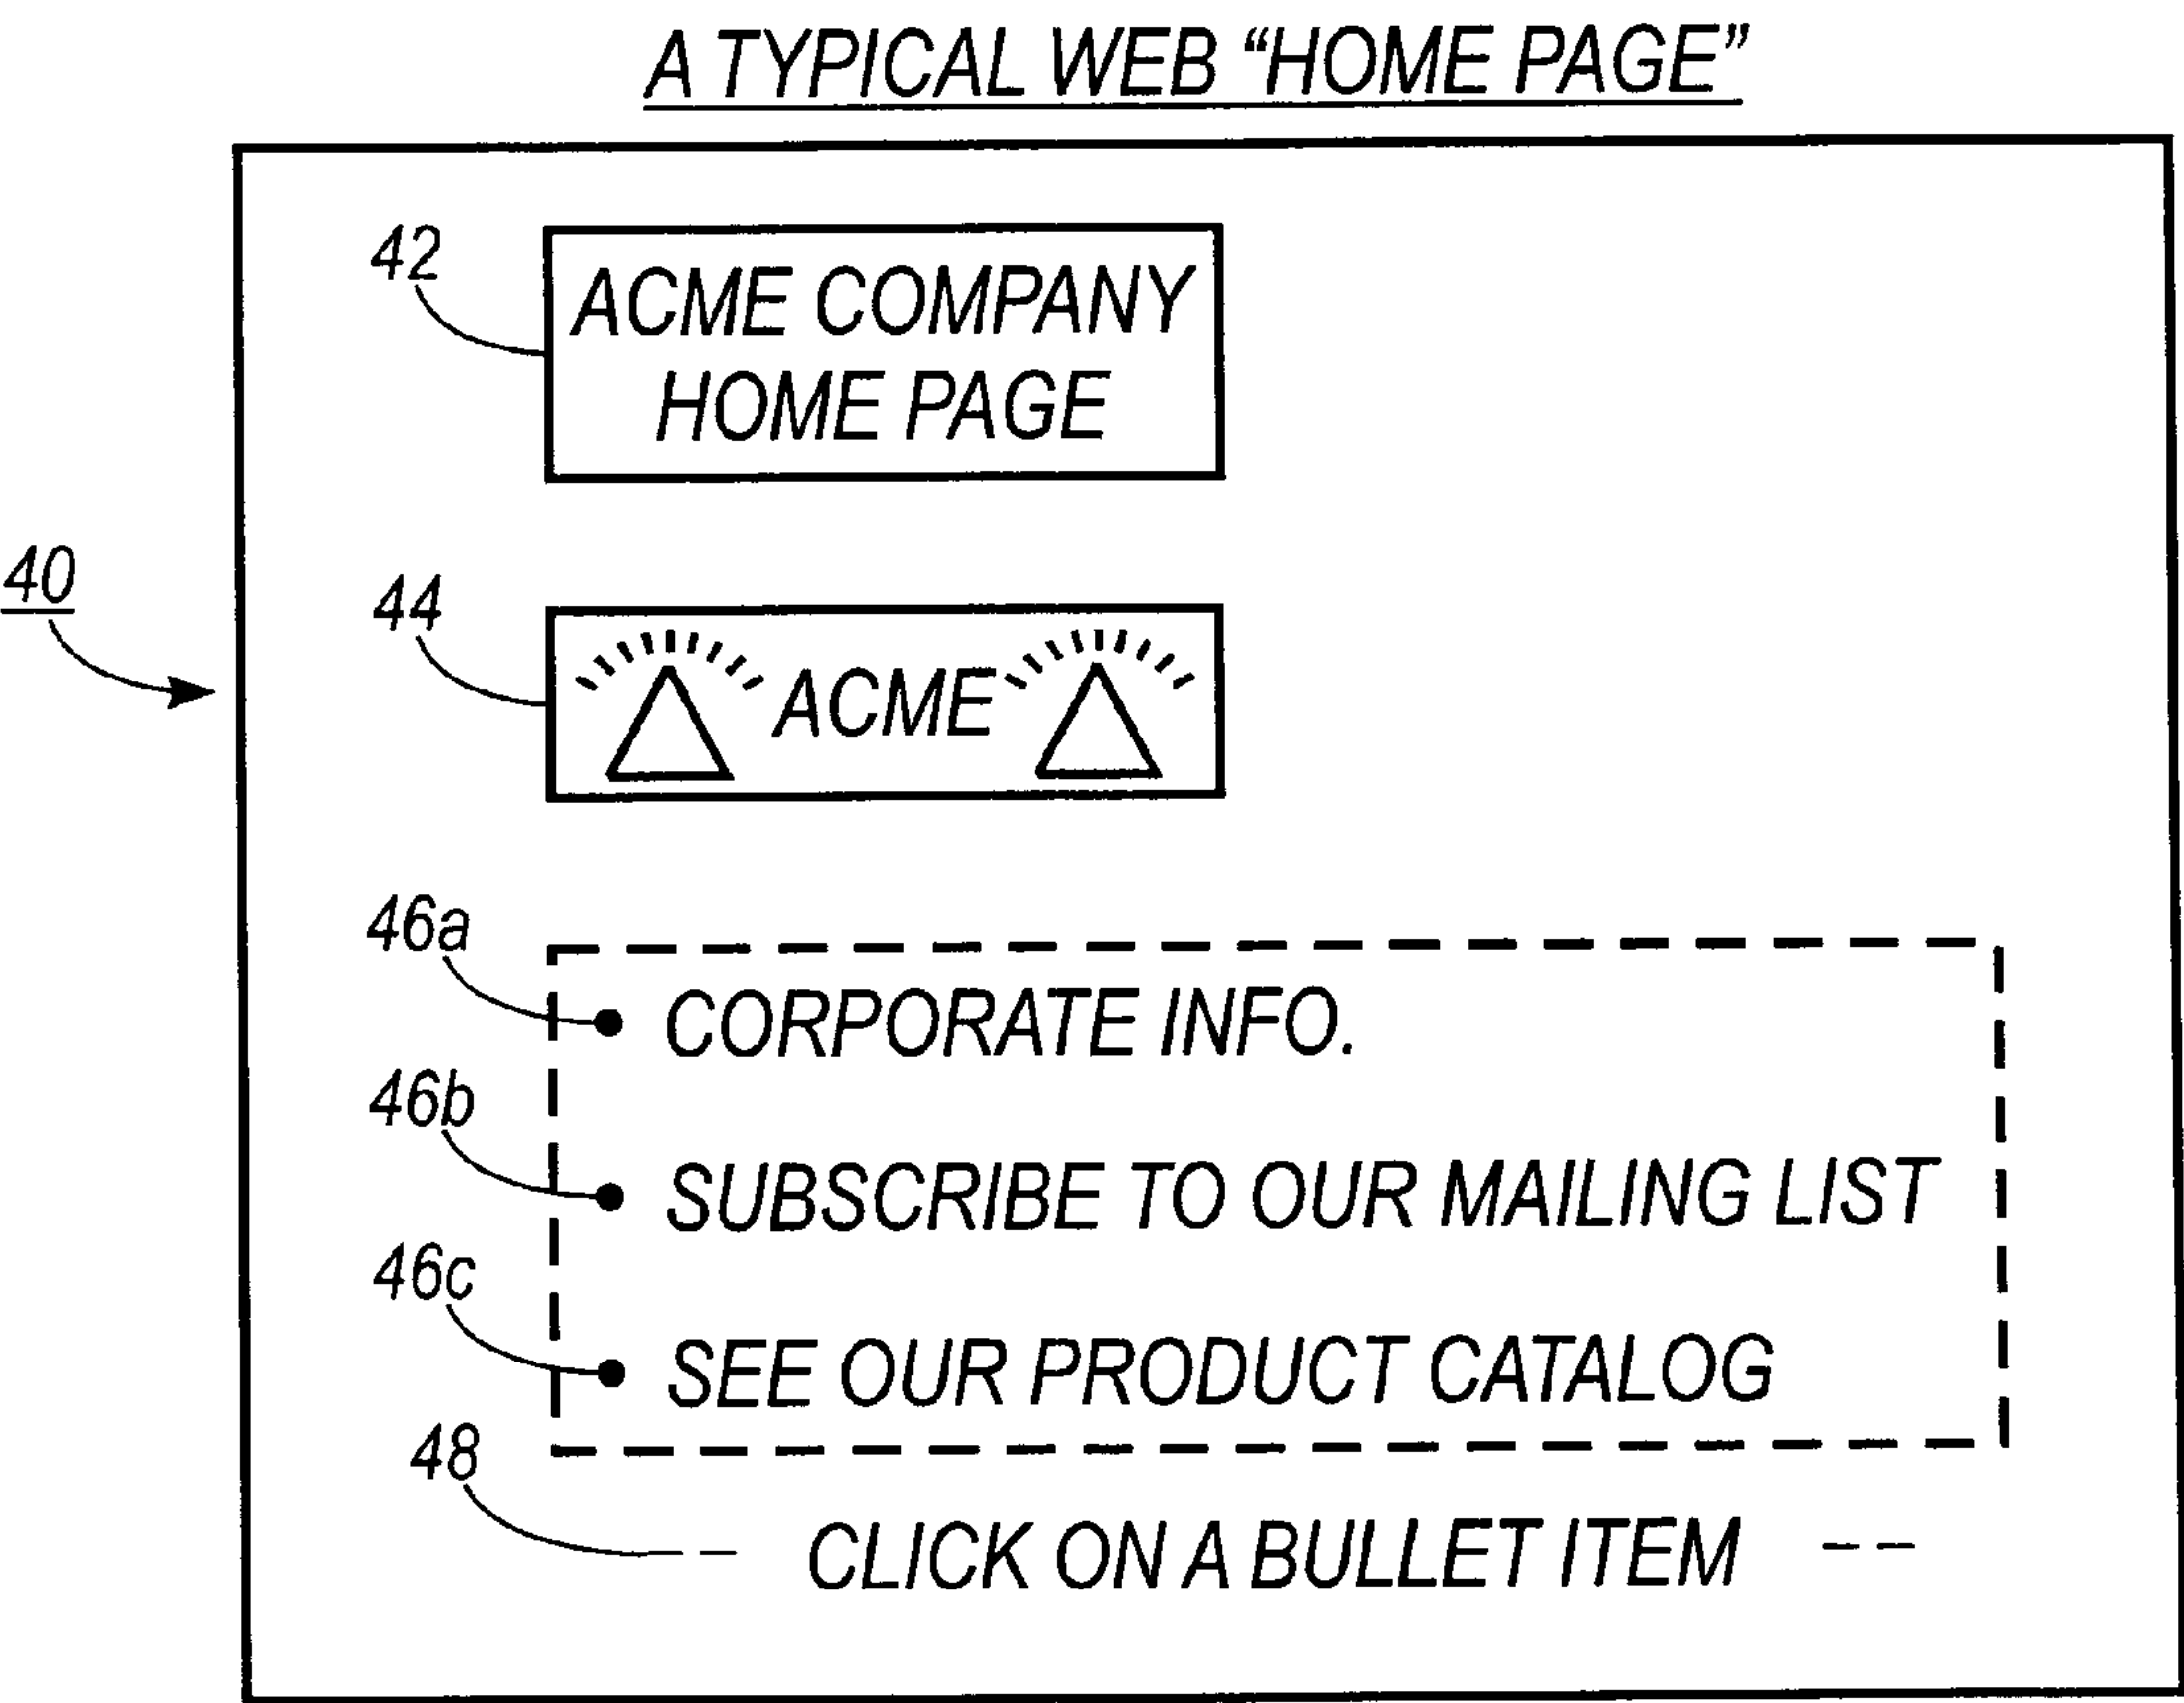 A TYPICAL WEB “HOME PAGE”
42
ACME COMPANY
HOME PAGE
40
44
ACME
46a
CORPORATE INFO.
46b
SUBSCRIBE TO OUR MAILING LIST
46c
SEE OUR PRODUCT CATALOG
48
-- CLICK ON A BULLET ITEM --